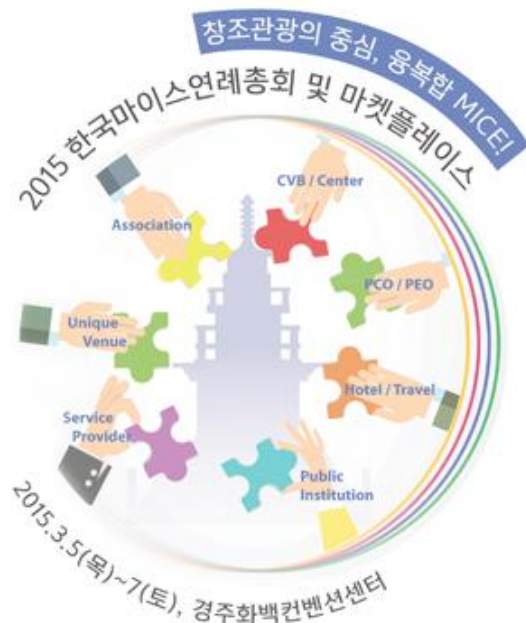 창조관광의 중심, 융복합 MICE!
2015 한국마이스연례총회 및 마켓플레이스
CVB / Center
Association
PCO / PEO
Unique
Venue
Hotel / Travel
Service
Provider
Public
Institution
2015.3.5(목)~7(토), 경주화백컨벤션센터